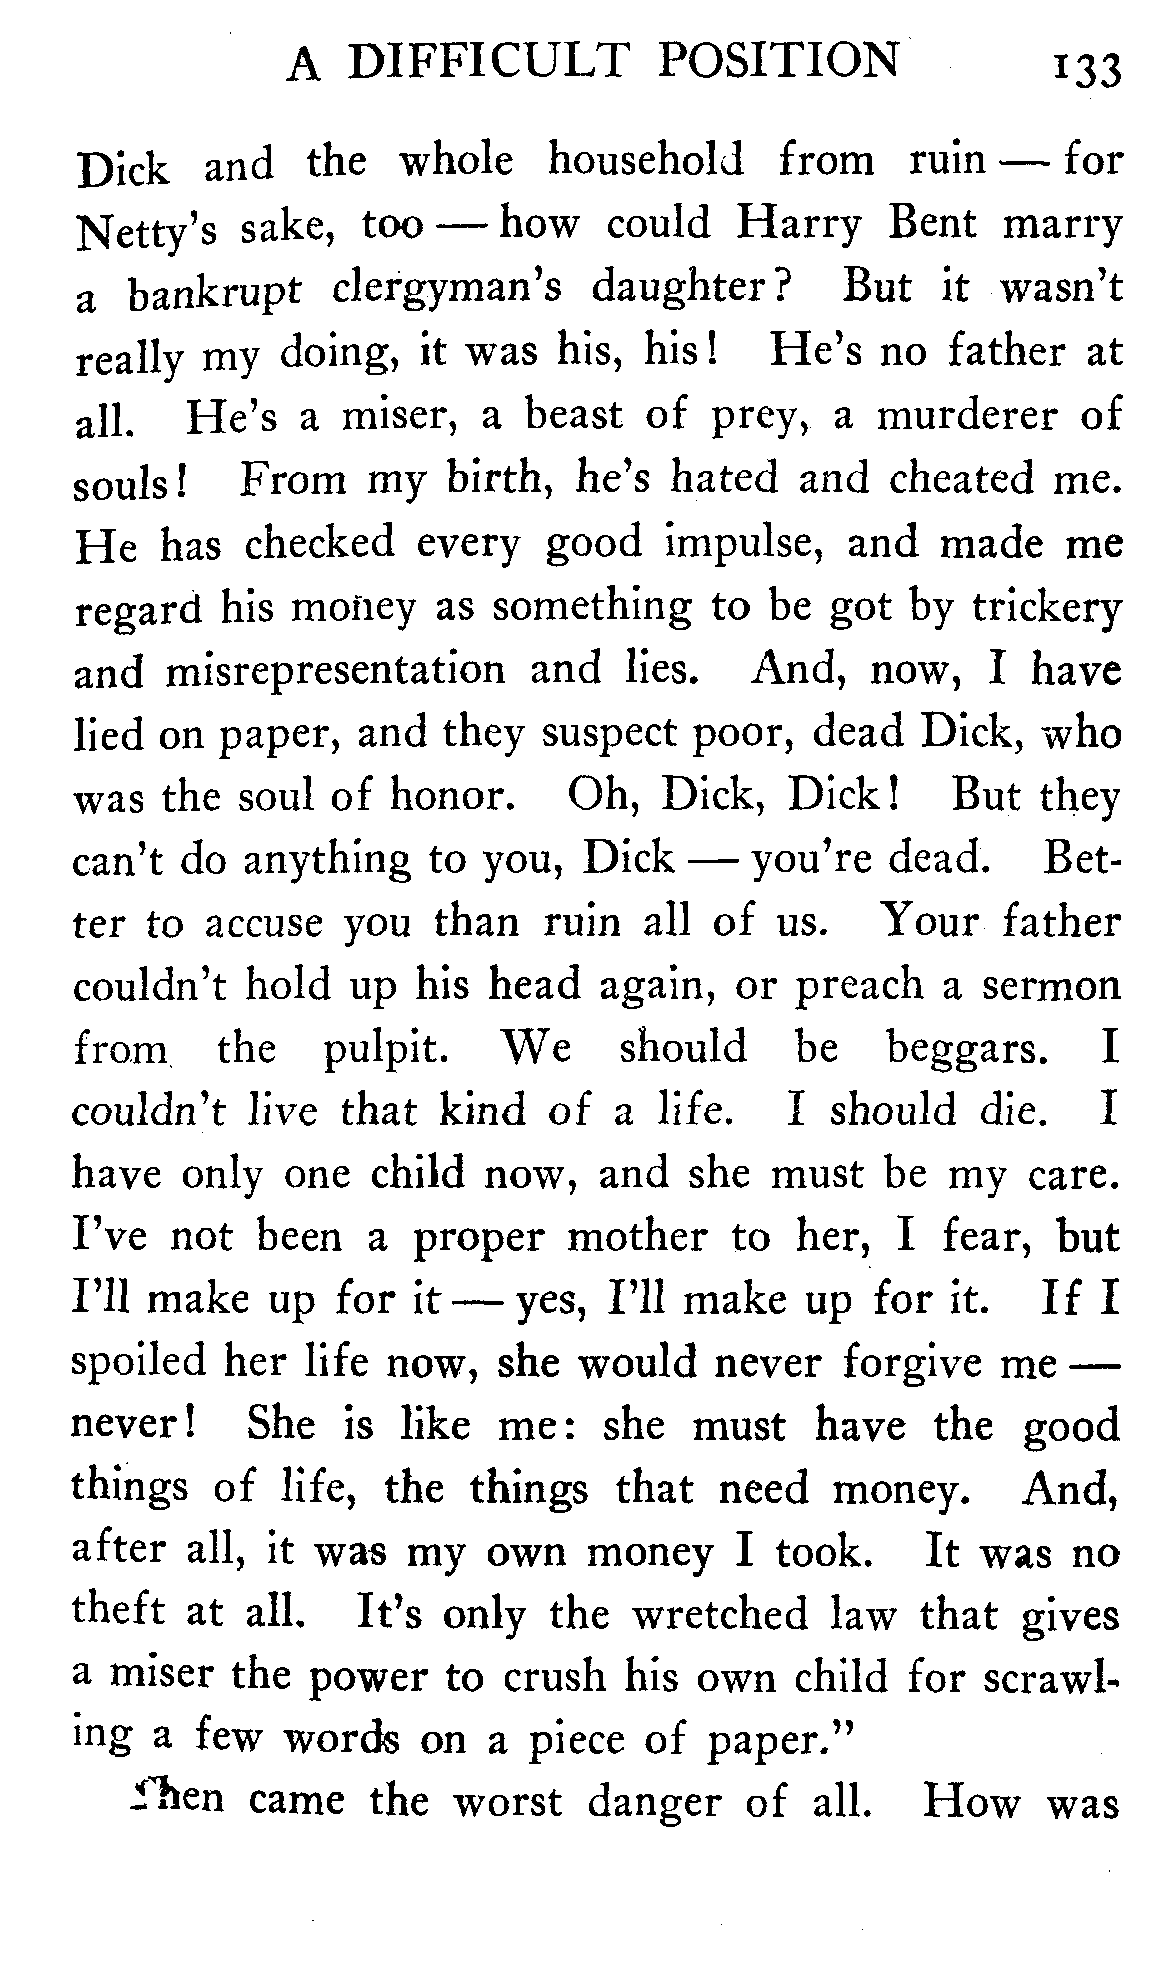 A DIFFICULT POSITION 133
Dick and the whole household from ruin — for
Netty's sake, too — how could Harry Bent marry
a bankrupt clergyman's daughter? But it wasn't
really my doing, it was his, his! He's no father at
all. He's a miser, a beast of prey, a murderer of
souls! From my birth, he's hated and cheated me.
He has checked every good impulse, and made me
regard his money as something to be got by trickery
and misrepresentation and lies. And, now, I have
lied on paper, and they suspect poor, dead Dick, who
was the soul of honor. Oh, Dick, Dick! But they
can't do anything to you, Dick — you're dead. Bet-
ter to accuse you than ruin all of us. Your father
couldn't hold up his head again, or preach a sermon
from the pulpit. We should be beggars. I
couldn't live that kind of a life. I should die. I
have only one child now, and she must be my care.
I've not been a proper mother to her, I fear, but
I'll make up for it — yes, I'll make up for it. If I
spoiled her life now, she would never forgive me —
never! She is like me: she must have the good
things of life, the things that need money. And,
after all, it was my own money I took. It was no
theft at all. It's only the wretched law that gives
a miser the power to crush his own child for scrawl-
ing a few words on a piece of paper."
Then came the worst danger of all. How was